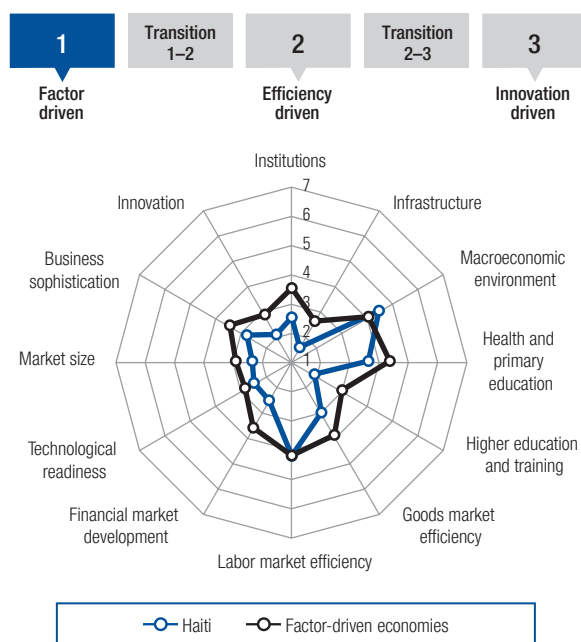 1
Transition
1–2
2
Transition
2–3
3
Factor
driven
Efficiency
driven
Innovation
driven
Institutions
Infrastructure
Macroeconomic
environment
Health and
primary
education
Higher education
and training
Goods market
efficiency
Labor market efficiency
Financial market
development
Technological
readiness
Market size
Business
sophistication
Innovation
7
6
5
4
3
2
1
Haiti
Factor-driven economies